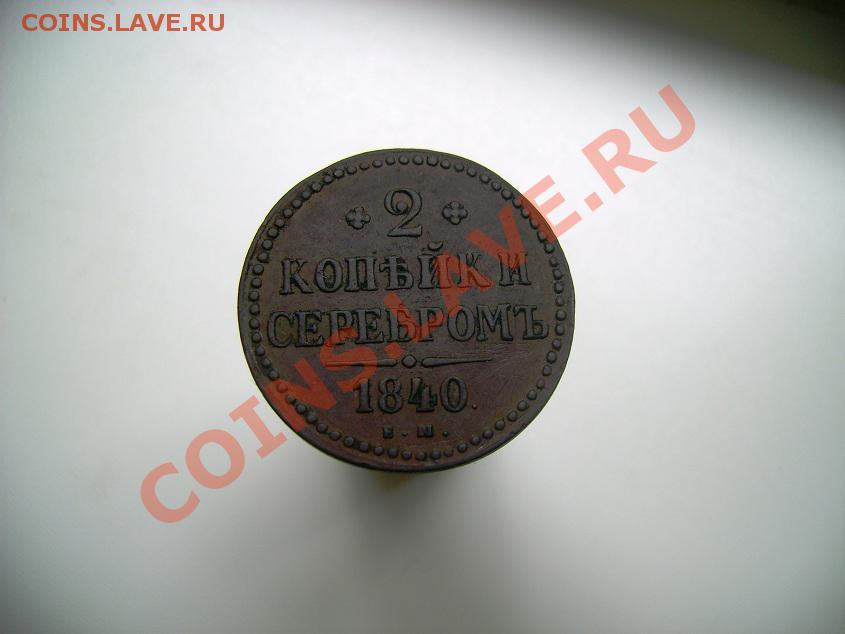 COINS.LAVE.RU
2
КОПѢЙКИ
СЕРЕБРОМЪ
1840.
Е.М.
COINS.LAVE.RU